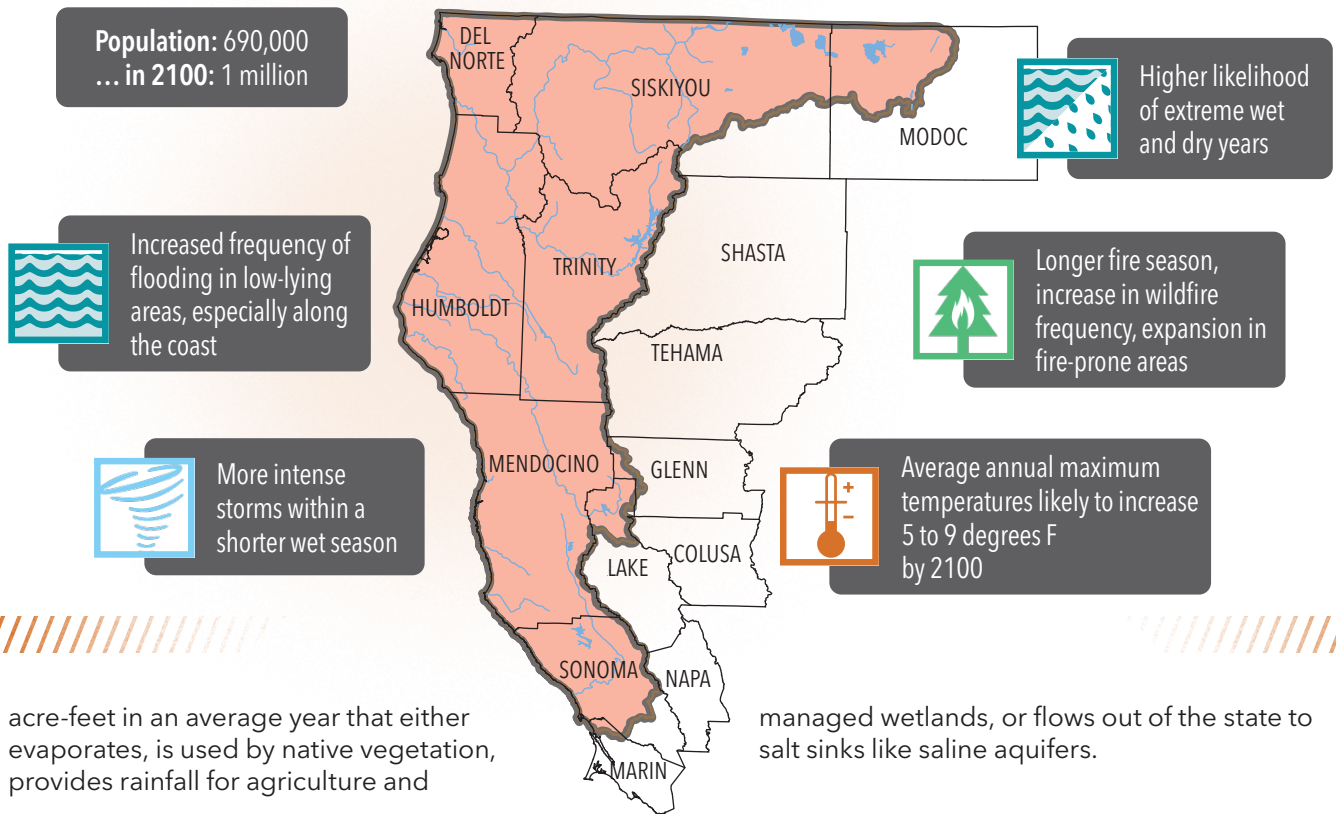 Population: 690,000
... in 2100: 1 million
DEL
NORTE
SISKIYOU
MODOC
Higher likelihood
of extreme wet
and dry years
Increased frequency of
flooding in low-lying
areas, especially along
the coast
HUMBOLDT
TRINITY
SHASTA
Longer fire season,
increase in wildfire
frequency, expansion in
fire-prone areas
TEHAMA
More intense
storms within a
shorter wet season
MENDOCINO
GLENN
LAKE
COLUSA
Average annual maximum
temperatures likely to increase
5 to 9 degrees F
by 2100
SONOMA
NAPA
MARIN
acre-feet in an average year that either
evaporates, is used by native vegetation,
provides rainfall for agriculture and
managed wetlands, or flows out of the state to
salt sinks like saline aquifers.